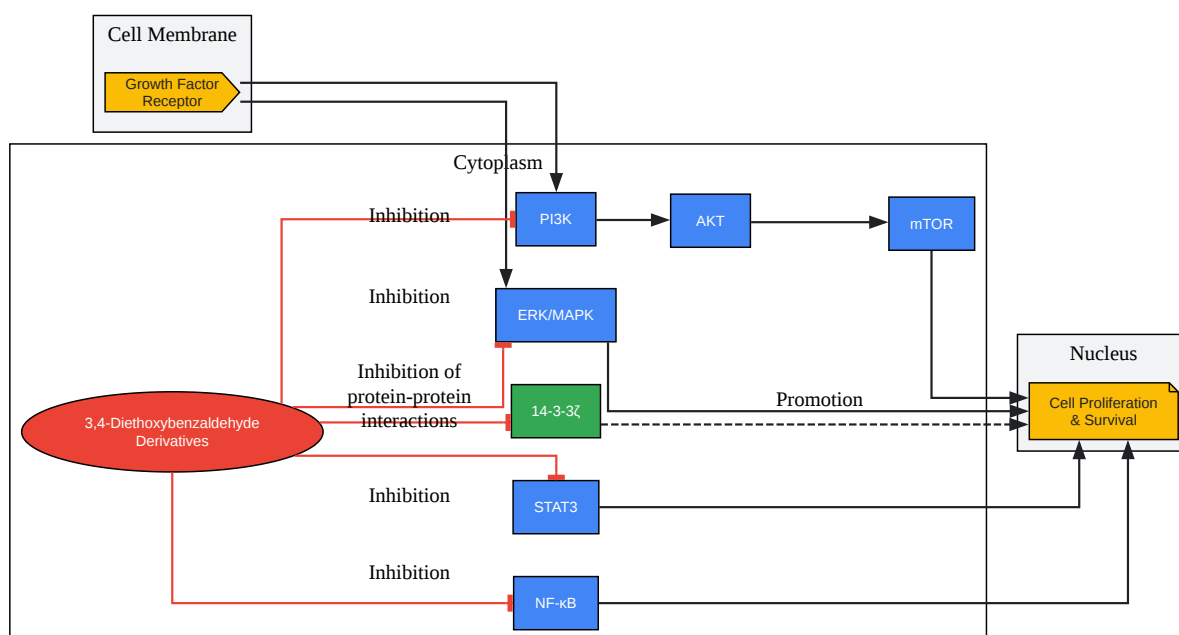 Cell Membrane
Growth Factor
Receptor
Cytoplasm
Inhibition
PI3K
AKT
mTOR
Inhibition
ERK/MAPK
Nucleus
Inhibition of
protein-protein
interactions
14-3-3ζ
Promotion
Cell Proliferation
& Survival
3,4-Diethoxybenzaldehyde
Derivatives
Inhibition
STAT3
Inhibition
NF-κB